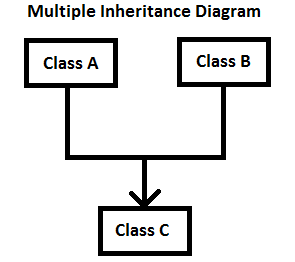 Multiple Inheritance Diagram
Class A
Class B
Class C